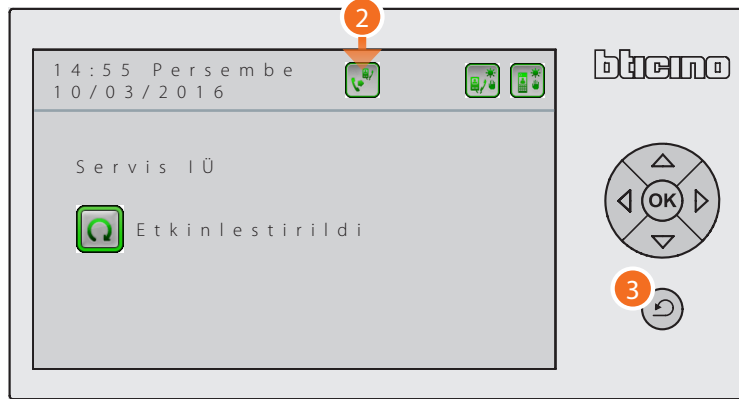 2
14:55 Persembe
10/03/2016
bticino
Servis IÜ
Etkinlestirildi
OK
3